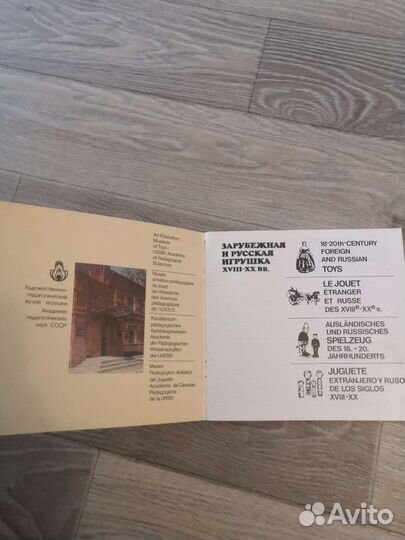 Художественно-
педагогический
музей игрушки
Академия
педагогических
наук СССР
Art Education
Museum
of Toys
USSR Academy
of Pedagogical
Sciences
Musée
artistico-pédagogique
du jouet
de l'Académie
des sciences
pédagogiques
de l'U.R.S.S.
Künstlerisch-
pädagogisches
Spielzeugmuseum,
Akademie
der Pädagogischen
Wissenschaften
der UdSSR
Museo
Pedagógico-Artístico
del Juguete
Academia de Ciencias
Pedagógicas
de la URSS
ЗАРУБЕЖНАЯ
И РУССКАЯ
ИГРУШКА
XVIII-XX ВВ.
18-20th-CENTURY
FOREIGN
AND RUSSIAN
TOYS
LE JOUET
ÉTRANGER
ET RUSSE
DES XVIIIe-XXe s.
AUSLÄNDISCHES
UND RUSSISCHES
SPIELZEUG
DES 18. - 20.
JAHRHUNDERTS
JUGUETE
EXTRANJERO Y RUSO
DE LOS SIGLOS
XVIII-XX
Avito